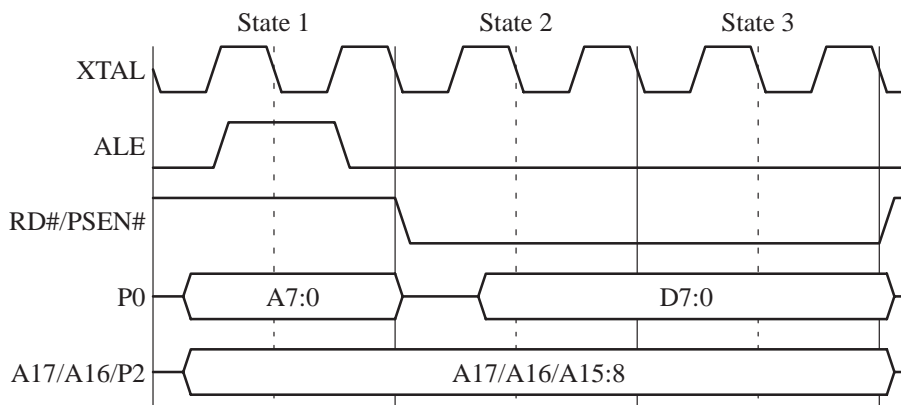 State 1 State 2 State 3
XTAL
ALE
RD#/PSEN#
P0 A7:0 D7:0
A17/A16/P2 A17/A16/A15:8